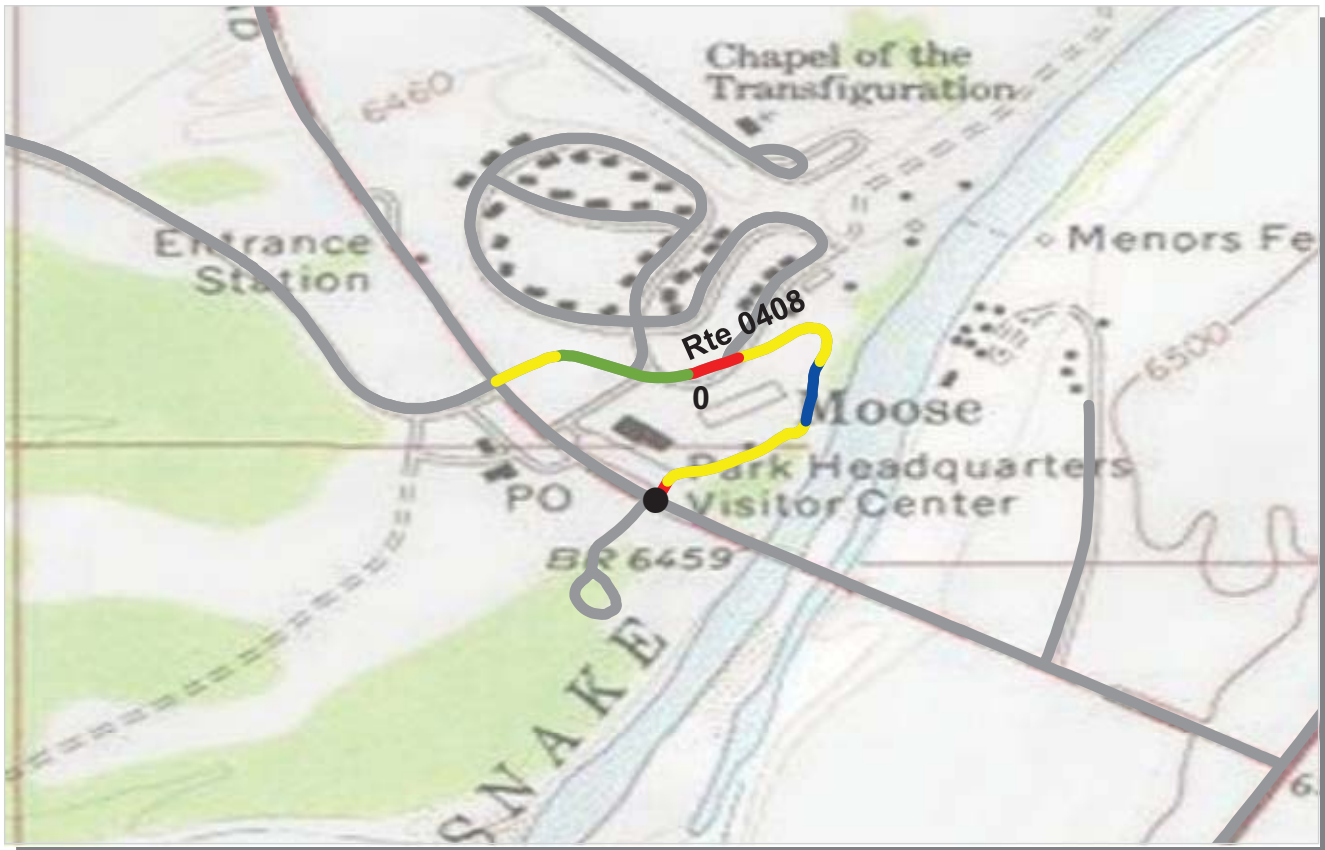 Chapel of the
Transfiguration
6460
Entrance
Station
Menors Fe
Rte 0408
0
6500
Moose
Park Headquarters
Visitor Center
PO
BR 6459
SNAKE
6